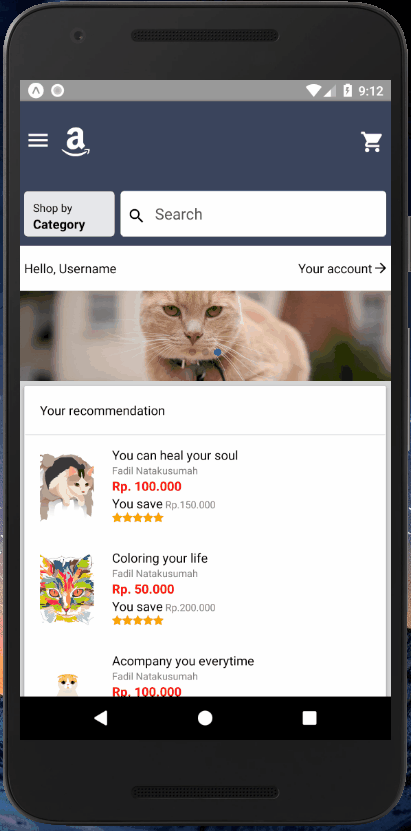 9:12
a
Shop by
Category
Search
Hello, Username
Your account
Your recommendation
You can heal your soul
Fadil Natakusumah
Rp. 100.000
You save Rp.150.000
Coloring your life
Fadil Natakusumah
Rp. 50.000
You save Rp.200.000
Acompany you everytime
Fadil Natakusumah
Rp. 100.000